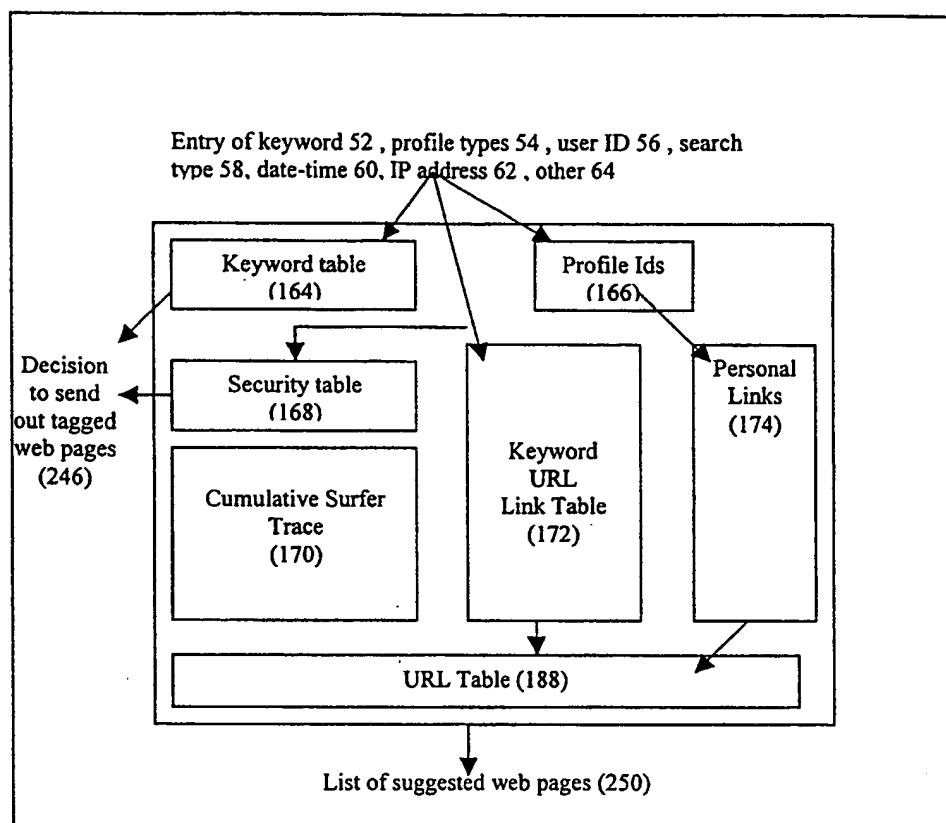 Entry of keyword 52 , profile types 54 , user ID 56 , search
type 58, date-time 60, IP address 62 , other 64
Keyword table
(164)
Profile Ids
(166)
Decision
to send
out tagged
web pages
(246)
Security table
(168)
Cumulative Surfer
Trace
(170)
Keyword
URL
Link Table
(172)
Personal
Links
(174)
URL Table (188)
List of suggested web pages (250)